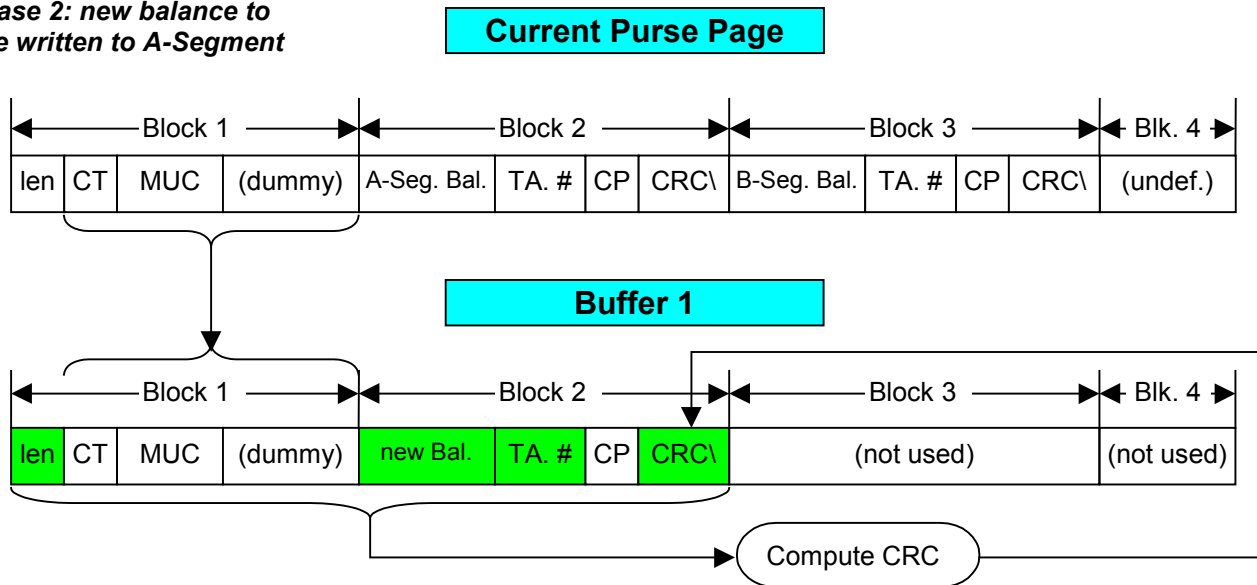 ase 2: new balance to
e written to A-Segment
Current Purse Page
Block 1 Block 2 Block 3 Blk. 4
len CT MUC (dummy) A-Seg. Bal. TA. # CP CRC\ B-Seg. Bal. TA. # CP CRC\ (undef.)
Buffer 1
Block 1 Block 2 Block 3 Blk. 4
len CT MUC (dummy) new Bal. TA. # CP CRC\ (not used) (not used)
Compute CRC